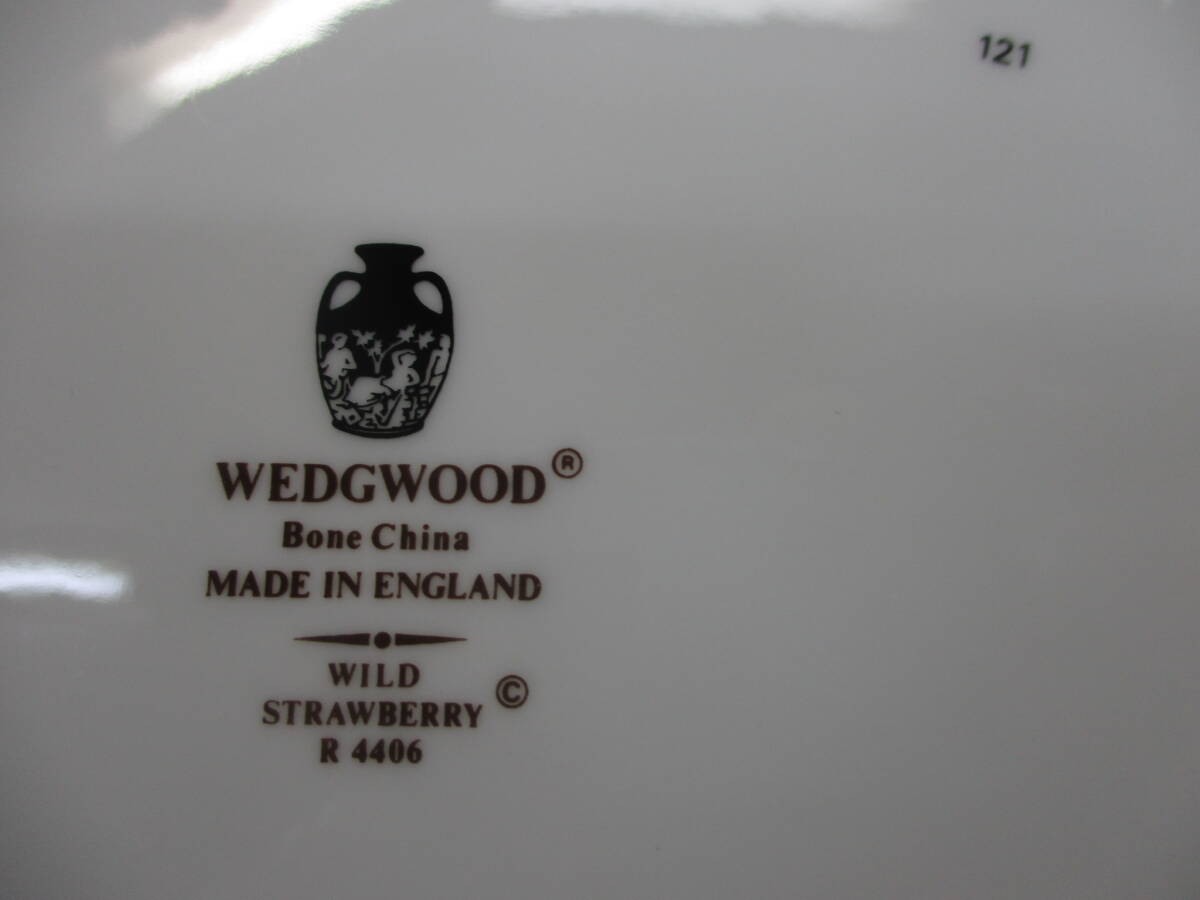 121
WEDGWOOD®
Bone China
MADE IN ENGLAND
WILD
STRAWBERRY ©
R 4406